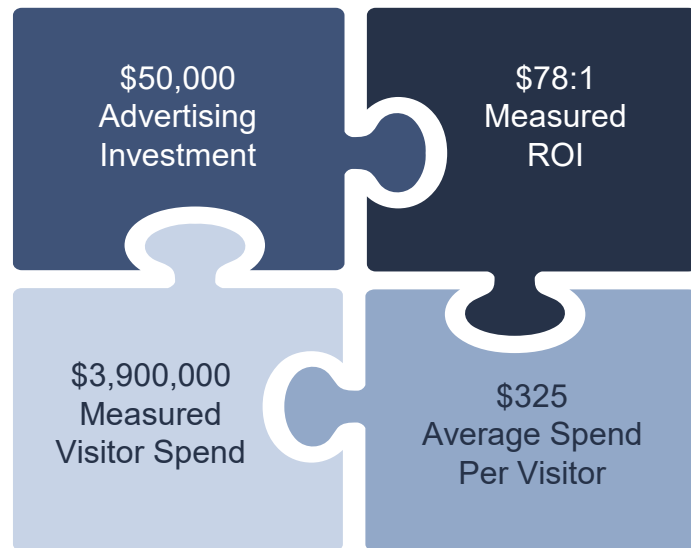 $50,000
Advertising
Investment
$78:1
Measured
ROI
$3,900,000
Measured
Visitor Spend
$325
Average Spend
Per Visitor